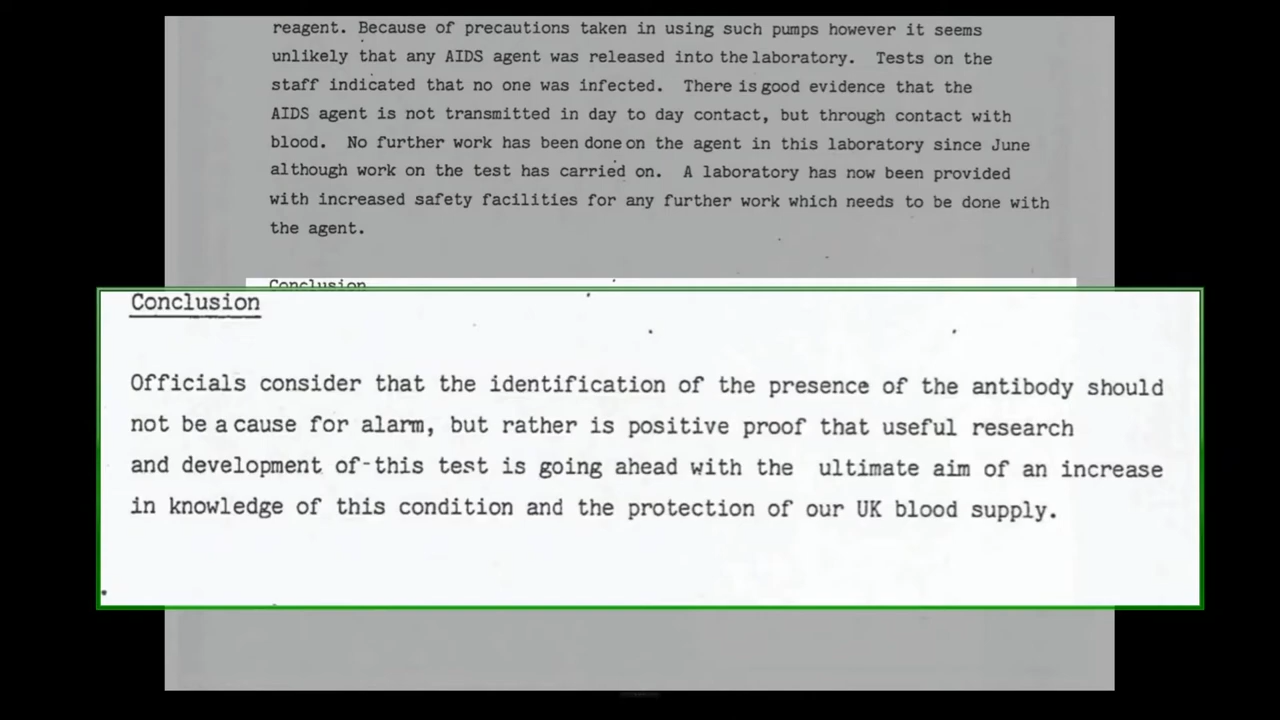 reagent. Because of precautions taken in using such pumps however it seems
unlikely that any AIDS agent was released into the laboratory. Tests on the
staff indicated that no one was infected. There is good evidence that the
AIDS agent is not transmitted in day to day contact, but through contact with
blood. No further work has been done on the agent in this laboratory since June
although work on the test has carried on. A laboratory has now been provided
with increased safety facilities for any further work which needs to be done with
the agent.
Conclusion
Conclusion
Officials consider that the identification of the presence of the antibody should
not be a cause for alarm, but rather is positive proof that useful research
and development of-this test is going ahead with the ultimate aim of an increase
in knowledge of this condition and the protection of our UK blood supply.